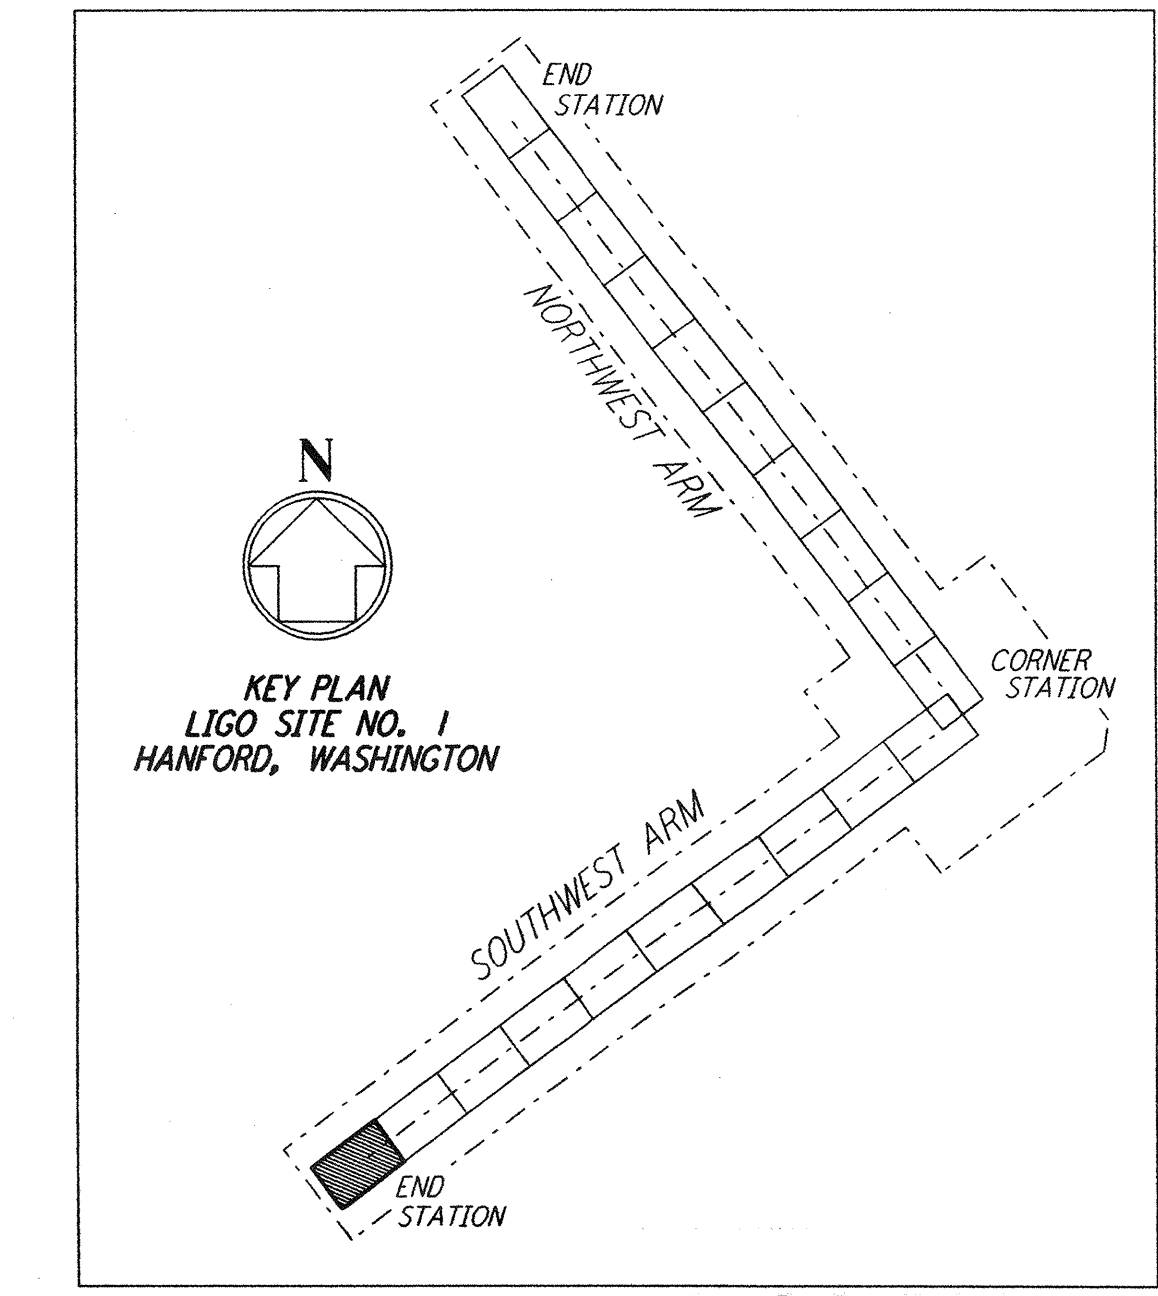 END
STATION
NORTHWEST ARM
N
CORNER
STATION
KEY PLAN
LIGO SITE NO. 1
HANFORD, WASHINGTON
SOUTHWEST ARM
END
STATION